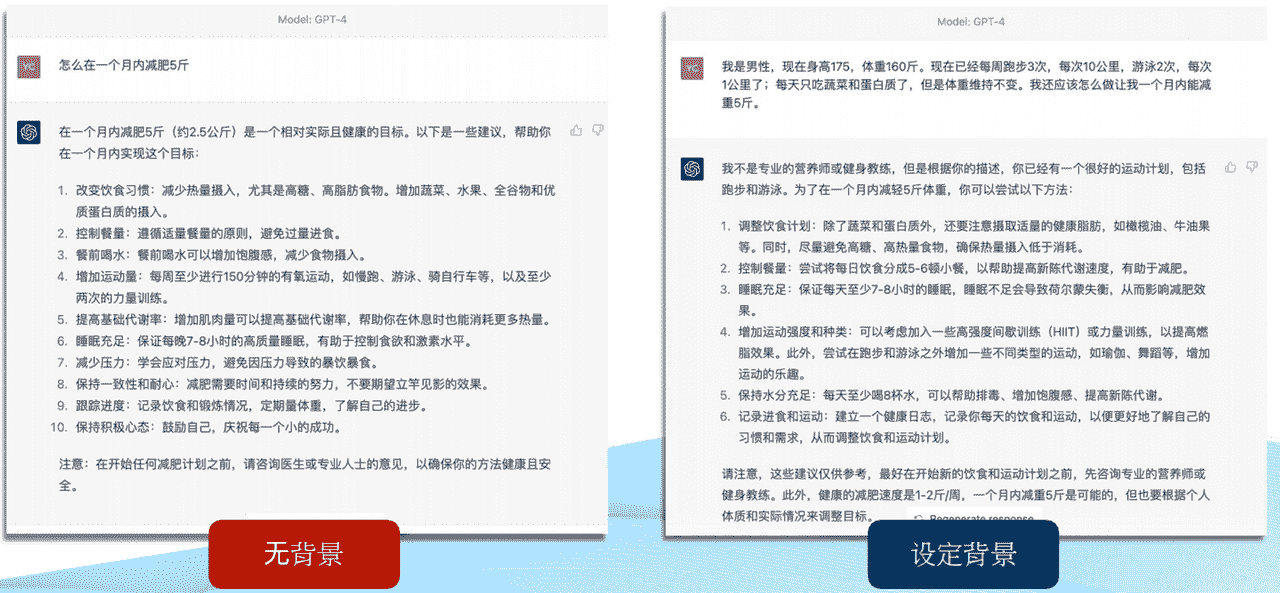 Model: GPT-4
怎么在一个月内减肥5斤
在一个月内减肥5斤（约2.5公斤）是一个相对实际且健康的目标。以下是一些建议，帮助你
在一个月内实现这个目标：
1. 改变饮食习惯：减少热量摄入，尤其是高糖、高脂肪食物。增加蔬菜、水果、全谷物和优
质蛋白质的摄入。
2. 控制餐量：遵循适量餐量的原则，避免过量进食。
3. 餐前喝水：餐前喝水可以增加饱腹感，减少食物摄入。
4. 增加运动量：每周至少进行150分钟的有氧运动，如慢跑、游泳、骑自行车等，以及至少
两次的力量训练。
5. 提高基础代谢率：增加肌肉量可以提高基础代谢率，帮助你在休息时也能消耗更多热量。
6. 睡眠充足：保证每晚7-8小时的高质量睡眠，有助于控制食欲和激素水平。
7. 减少压力：学会应对压力，避免因压力导致的暴饮暴食。
8. 保持一致性和耐心：减肥需要时间和持续的努力，不要期望立竿见影的效果。
9. 跟踪进度：记录饮食和锻炼情况，定期量体重，了解自己的进步。
10. 保持积极心态：鼓励自己，庆祝每一个小的成功。
注意：在开始任何减肥计划之前，请咨询医生或专业人士的意见，以确保你的方法健康且安
全。
无背景
Model: GPT-4
我是男性，现在身高175，体重160斤。现在已经每周跑步3次，每次10公里，游泳2次，每次
1公里了；每天只吃蔬菜和蛋白质了，但是体重维持不变。我还应该怎么做让我一个月内能减
重5斤。
我不是专业的营养师或健身教练，但是根据你的描述，你已经有一个很好的运动计划，包括
跑步和游泳。为了在一个月内减轻5斤体重，你可以尝试以下方法：
1. 调整饮食计划：除了蔬菜和蛋白质外，还要注意摄取适量的健康脂肪，如橄榄油、牛油果
等。同时，尽量避免高糖、高热量食物，确保热量摄入低于消耗。
2. 控制餐量：尝试将每日饮食分成5-6顿小餐，以帮助提高新陈代谢速度，有助于减肥。
3. 睡眠充足：保证每天至少7-8小时的睡眠，睡眠不足会导致荷尔蒙失衡，从而影响减肥效
果。
4. 增加运动强度和种类：可以考虑加入一些高强度间歇训练（HIIT）或力量训练，以提高燃
脂效果。此外，尝试在跑步和游泳之外增加一些不同类型的运动，如瑜伽、舞蹈等，增加
运动的乐趣。
5. 保持水分充足：每天至少喝8杯水，可以帮助排毒、增加饱腹感、提高新陈代谢。
6. 记录进食和运动：建立一个健康日志，记录你每天的饮食和运动，以便更好地了解自己的
习惯和需求，从而调整饮食和运动计划。
请注意，这些建议仅供参考，最好在开始新的饮食和运动计划之前，先咨询专业的营养师或
健身教练。此外，健康的减肥速度是1-2斤/周，一个月内减重5斤是可能的，但也要根据个人
体质和实际情况来调整目标。
Regenerate response
设定背景